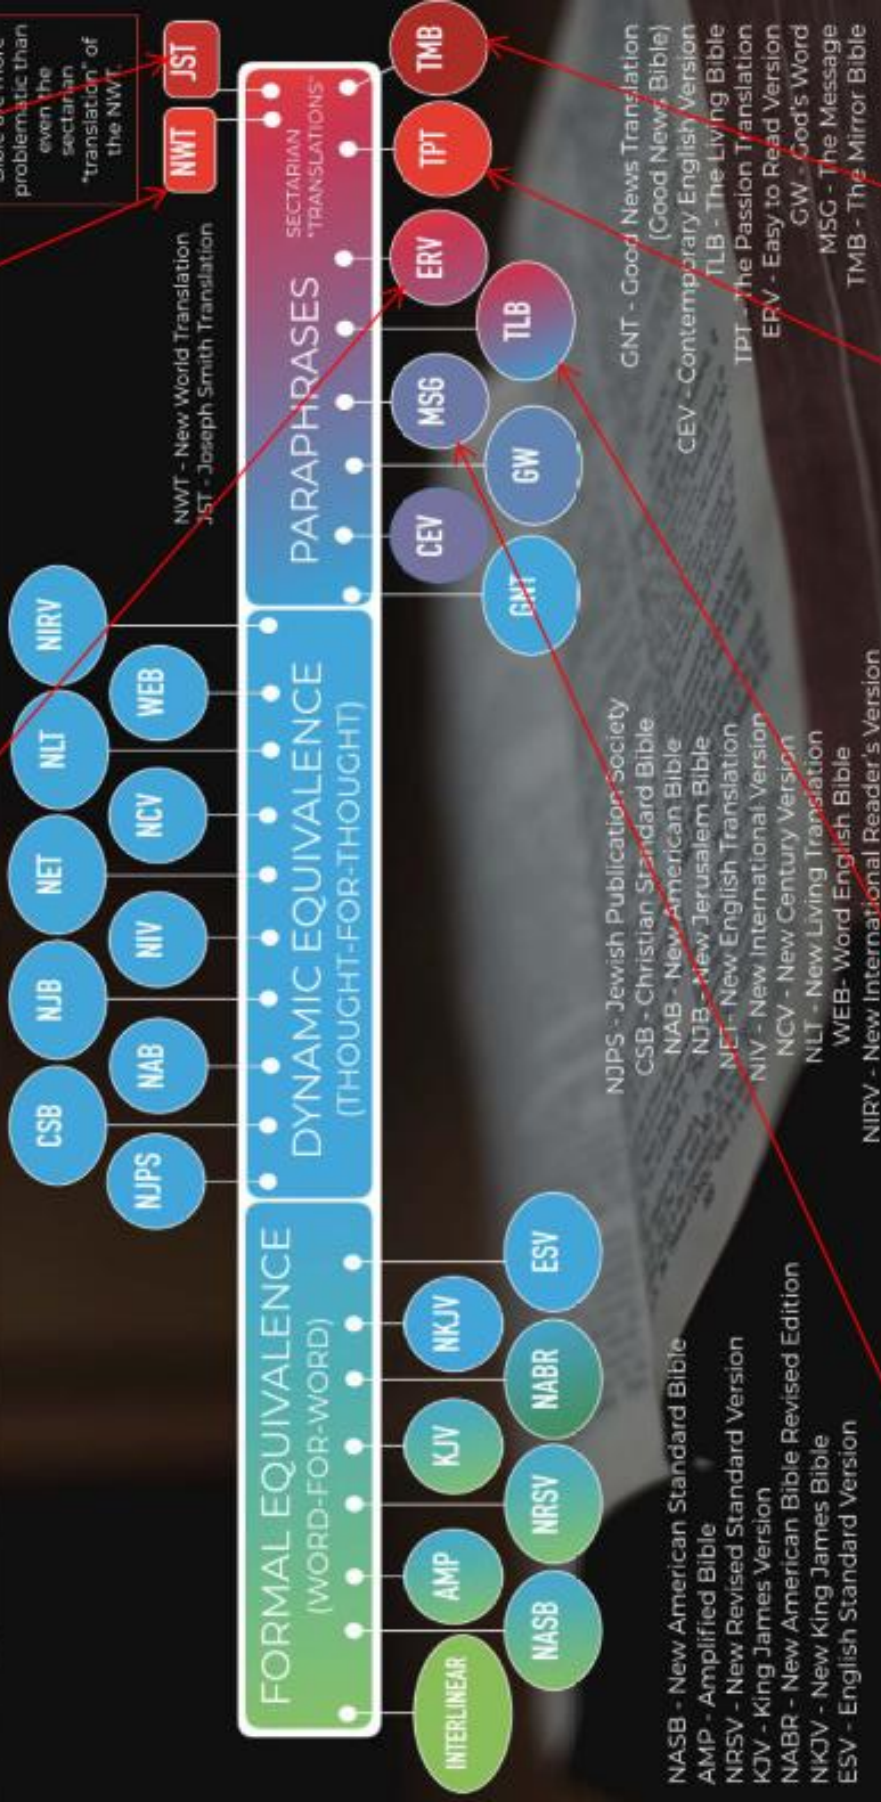 problematic than
even the
sectarian
"translation" of
the NWT.
JST
NWT
NWT - New World Translation
JST - Joseph Smith Translation
CSB
NJB
NET
NLT
NIRV
NJPS
NAB
NIV
NCV
WEB
FORMAL EQUIVALENCE
(WORD-FOR-WORD)
DYNAMIC EQUIVALENCE
(THOUGHT-FOR-THOUGHT)
PARAPHRASES
SECTARIAN
"TRANSLATIONS"
INTERLINEAR
AMP
KJV
NKJV
NASB
NRSV
NABR
ESV
CEV
MSG
ERV
TPT
TMB
GNT
GW
TLB
NASB - New American Standard Bible
AMP - Amplified Bible
NRSV - New Revised Standard Version
KJV - King James Version
NABR - New American Bible Revised Edition
NKJV - New King James Bible
ESV - English Standard Version
NJPS - Jewish Publication Society
CSB - Christian Standard Bible
NAB - New American Bible
NJB - New Jerusalem Bible
NET- New English Translation
NIV - New International Version
NCV - New Century Version
NLT - New Living Translation
WEB- Word English Bible
NIRV - New International Reader's Version
GNT - Good News Translation
(Good News Bible)
CEV - Contemporary English Version
TLB - The Living Bible
TPT - The Passion Translation
ERV - Easy to Read Version
GW - God's Word
MSG - The Message
TMB - The Mirror Bible